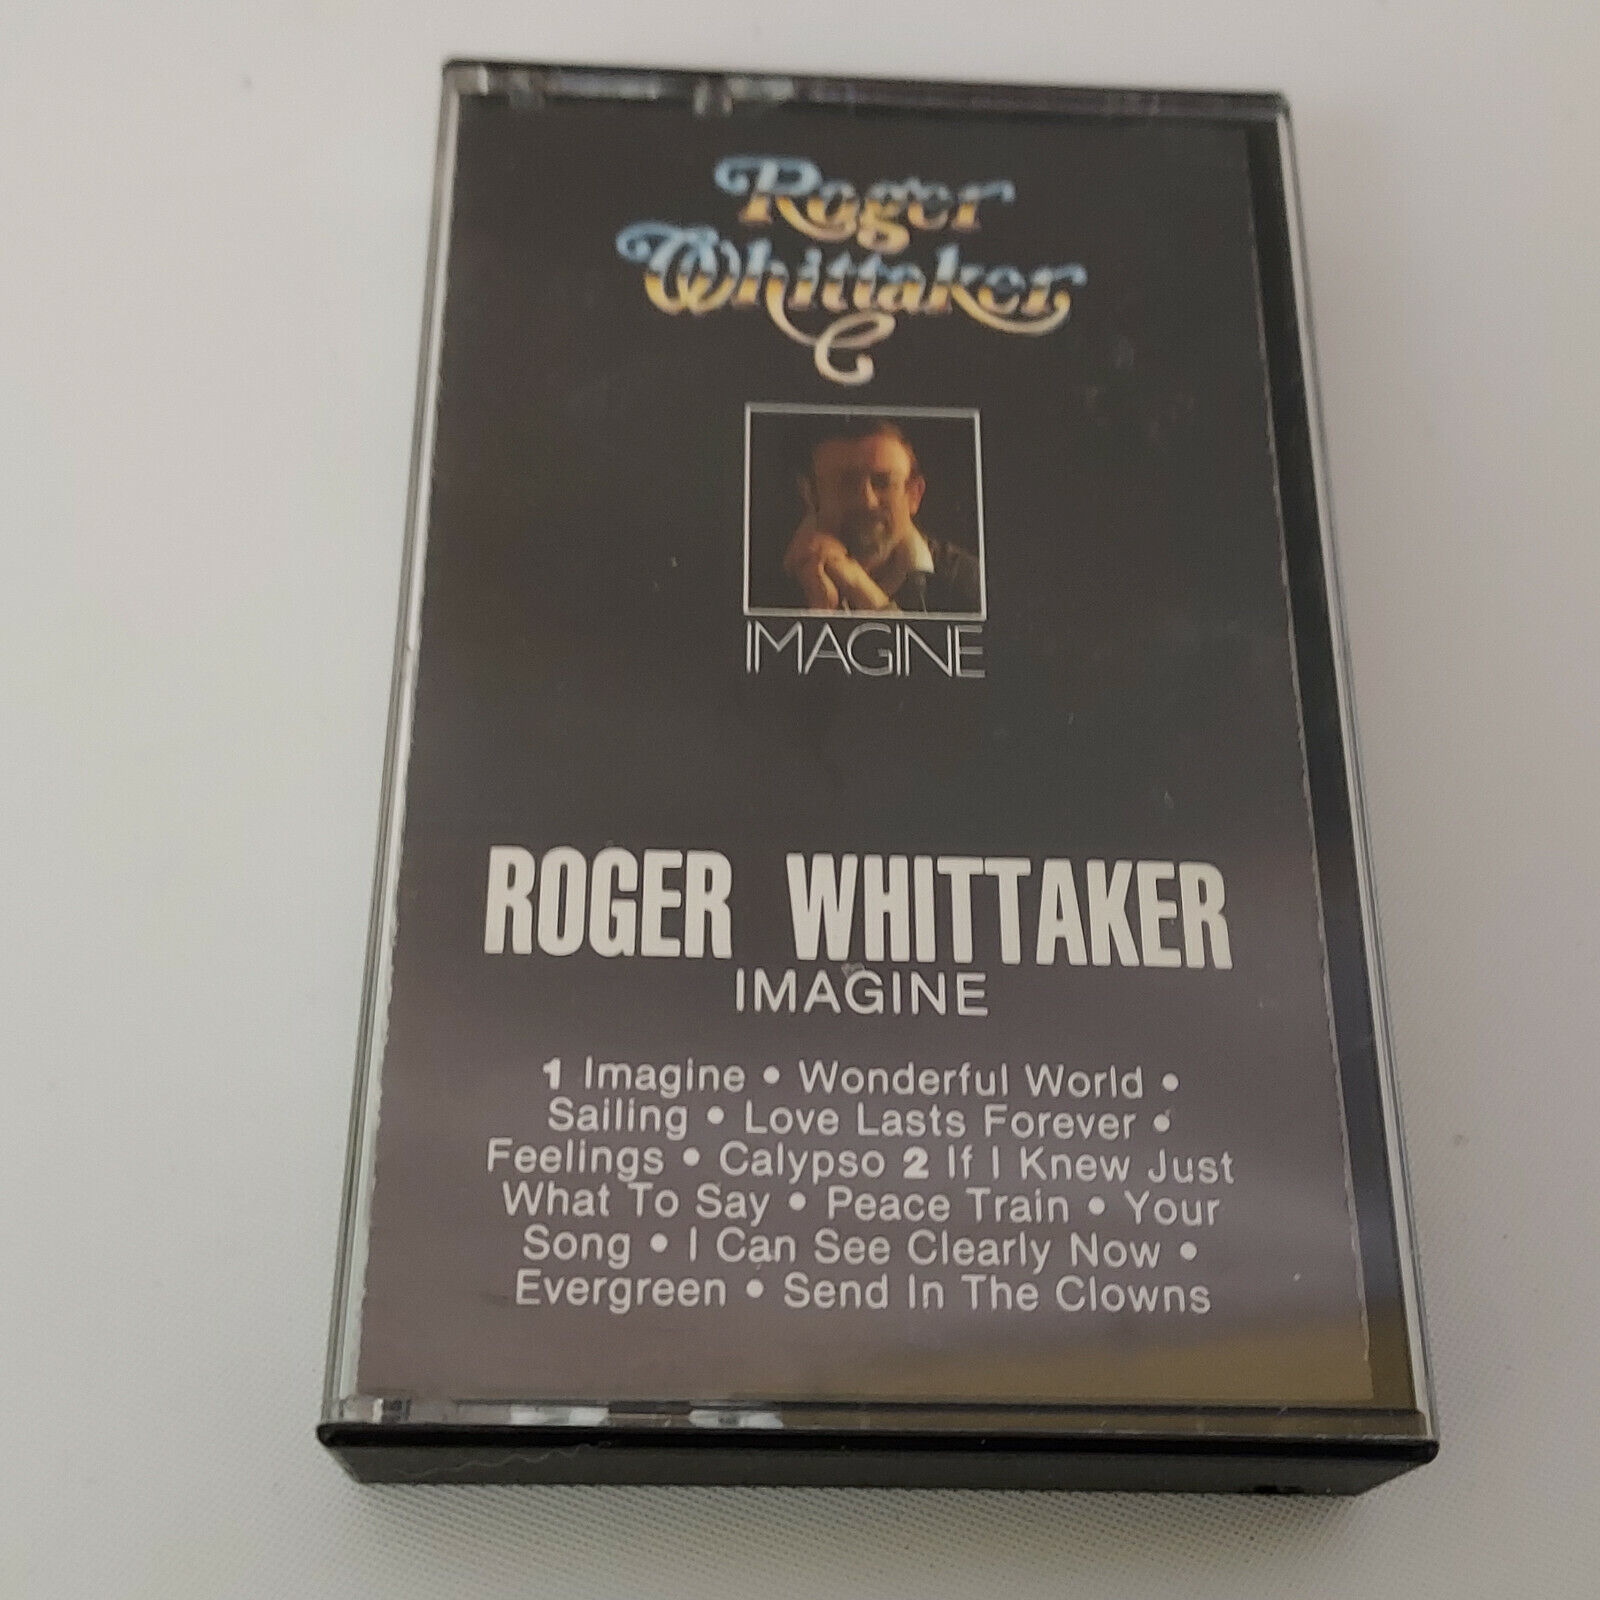 Roger
Whittaker
IMAGINE
ROGER WHITTAKER
IMAGINE
1 Imagine • Wonderful World •
Sailing • Love Lasts Forever •
Feelings • Calypso 2 If I Knew Just
What To Say • Peace Train • Your
Song • I Can See Clearly Now •
Evergreen • Send In The Clowns